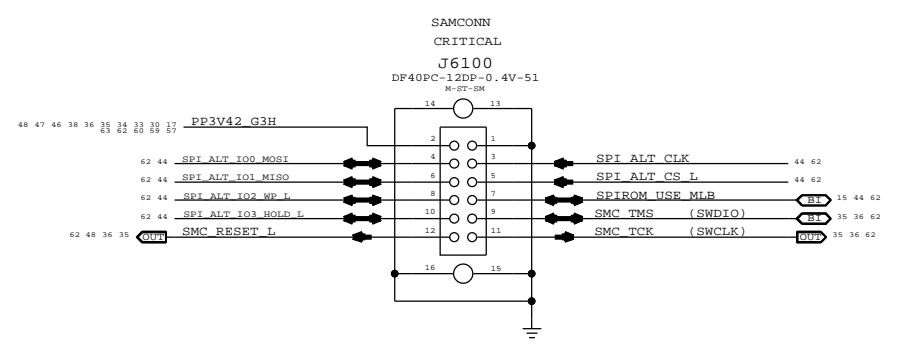 SAMCONN
CRITICAL
J6100
DF40PC-12DP-0.4V-51
M-ST-SM
14 13
48 47 46 38 36 35 34 33 30 17 PP3V42_G3H
63 62 60 59 57
2 1
62 44 SPI_ALT_IO0_MOSI 4 3 SPI_ALT_CLK 44 62
62 44 SPI_ALT_IO1_MISO 6 5 SPI_ALT_CS_L 44 62
62 44 SPI_ALT_IO2_WP_L 8 7 SPIROM_USE_MLB BI 15 44 62
62 44 SPI_ALT_IO3_HOLD_L 10 9 SMC_TMS (SWDIO) BI 35 36 62
62 48 36 35 OUT SMC_RESET_L 12 11 SMC_TCK (SWCLK) OUT 35 36 62
16 15